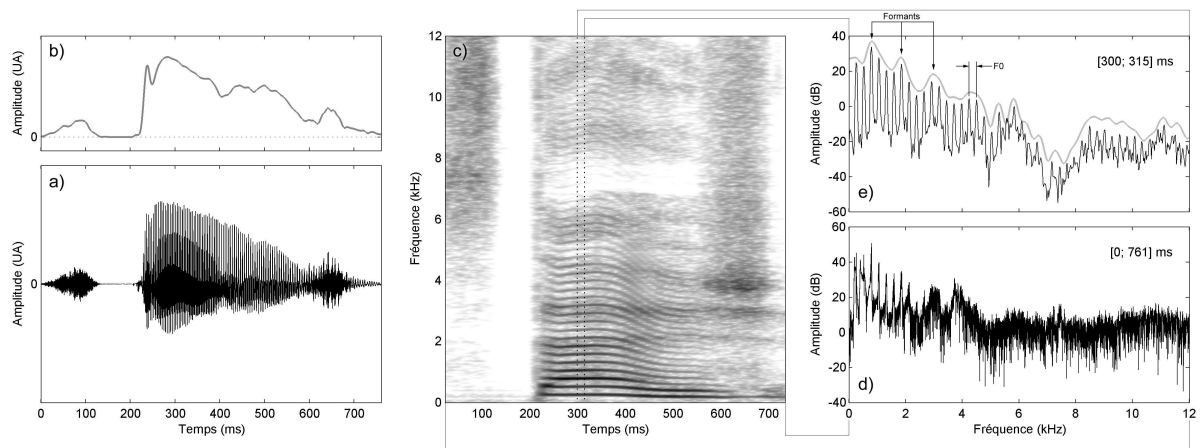 b)
Amplitude (UA)
0
a)
Amplitude (UA)
0
0 100 200 300 400 500 600 700
Temps (ms)
c)
12
10
8
6
4
2
0
Fréquence (kHz)
100 200 300 400 500 600 700
Temps (ms)
Formants
F0
[300; 315] ms
e)
Amplitude (dB)
40
20
0
-20
-40
-60
[0; 761] ms
d)
Amplitude (dB)
60
40
20
0
-20
-40
0 2 4 6 8 10 12
Fréquence (kHz)